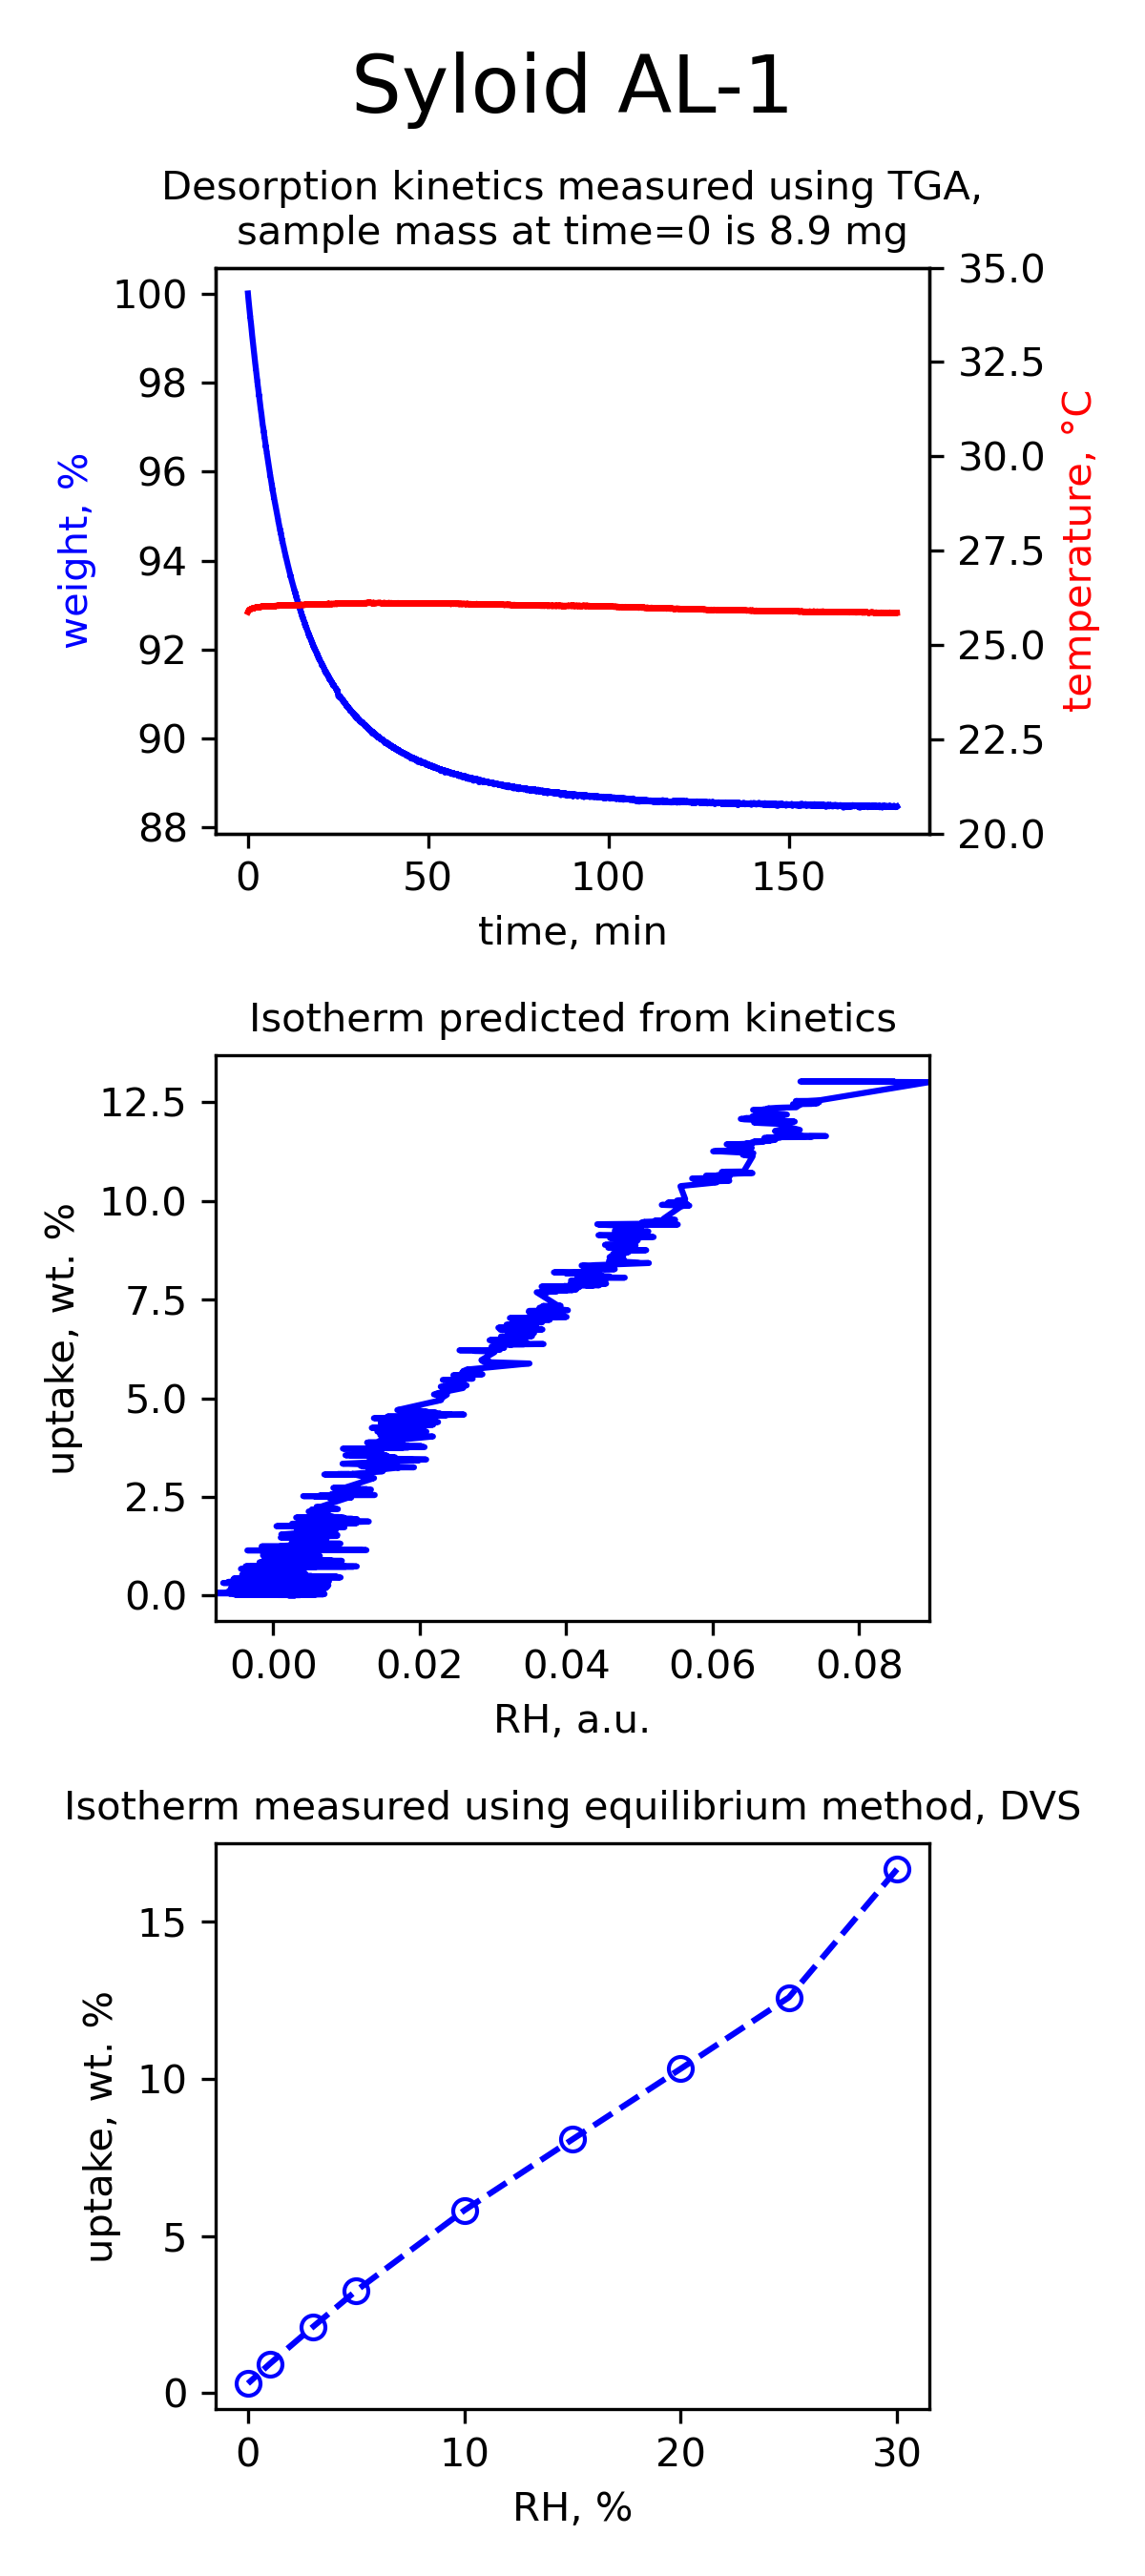 Syloid AL-1
Desorption kinetics measured using TGA,
sample mass at time=0 is 8.9 mg
100
98
96
94
92
90
88
weight, %
35.0
32.5
30.0
27.5
25.0
22.5
20.0
temperature, °C
0 50 100 150
time, min
Isotherm predicted from kinetics
12.5
10.0
7.5
5.0
2.5
0.0
uptake, wt. %
0.00 0.02 0.04 0.06 0.08
RH, a.u.
Isotherm measured using equilibrium method, DVS
15
10
5
0
uptake, wt. %
0 10 20 30
RH, %